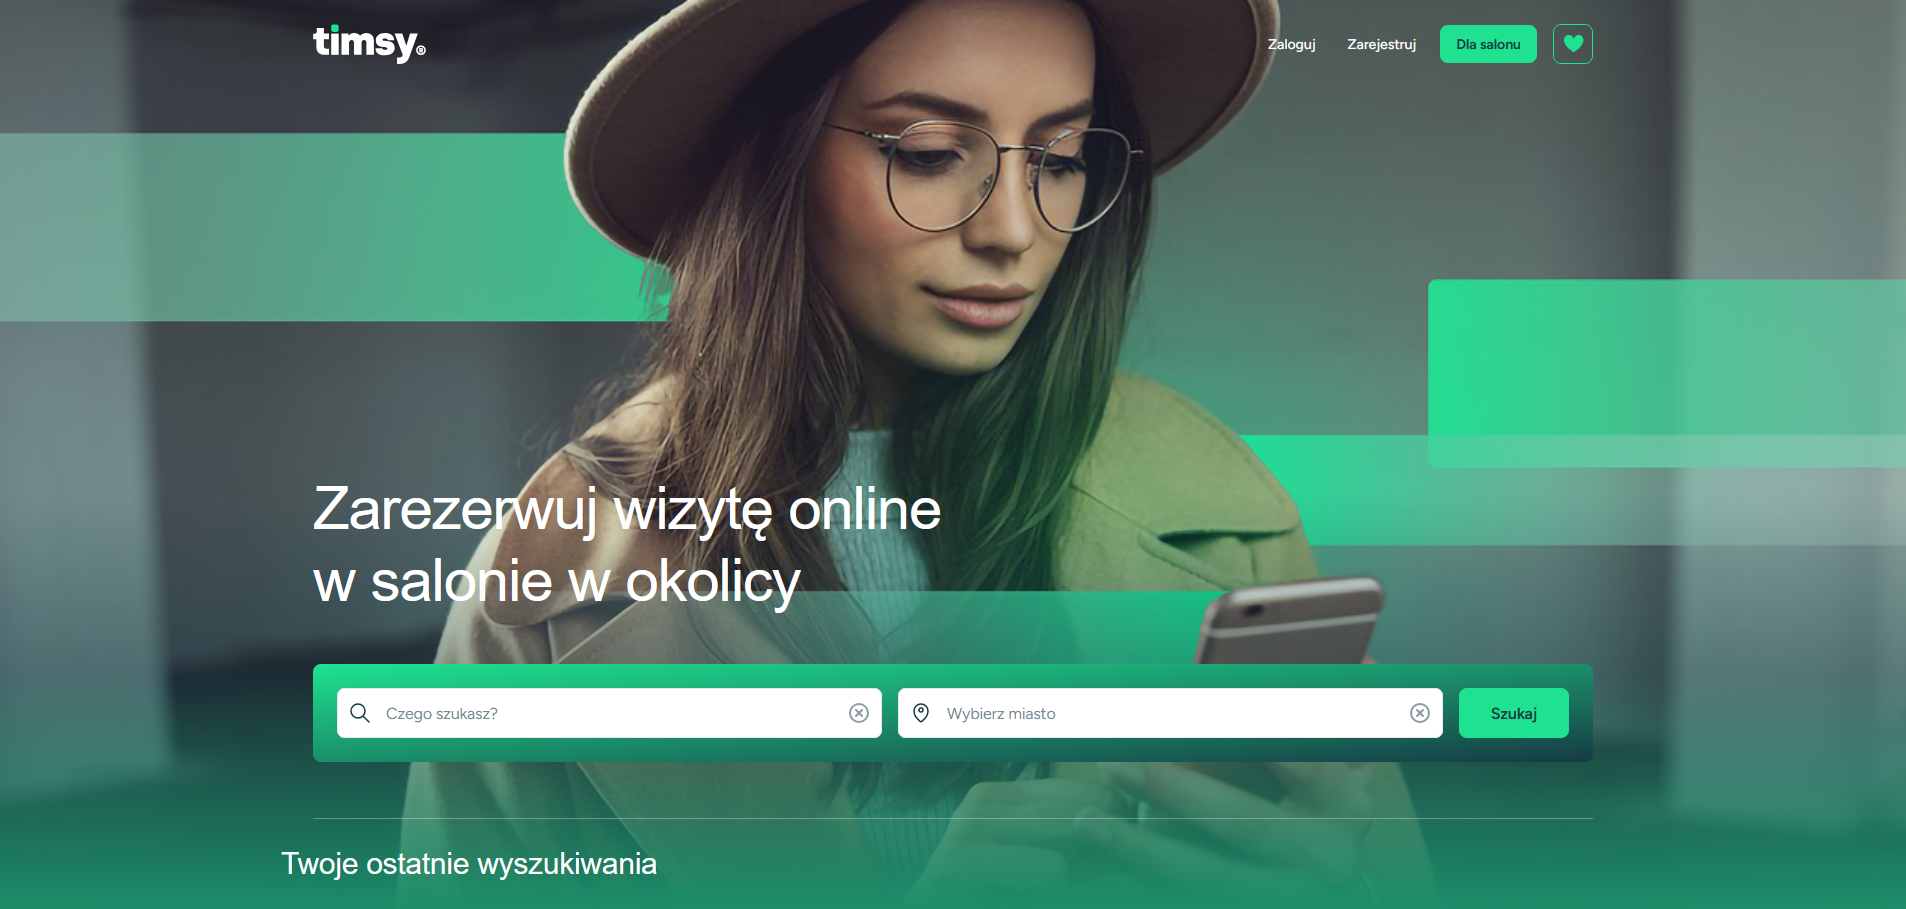 timsy®
Zaloguj
Zarejestruj
Dla salonu
Zarezerwuj wizytę online
w salonie w okolicy
Czego szukasz?
Wybierz miasto
Szukaj
Twoje ostatnie wyszukiwania